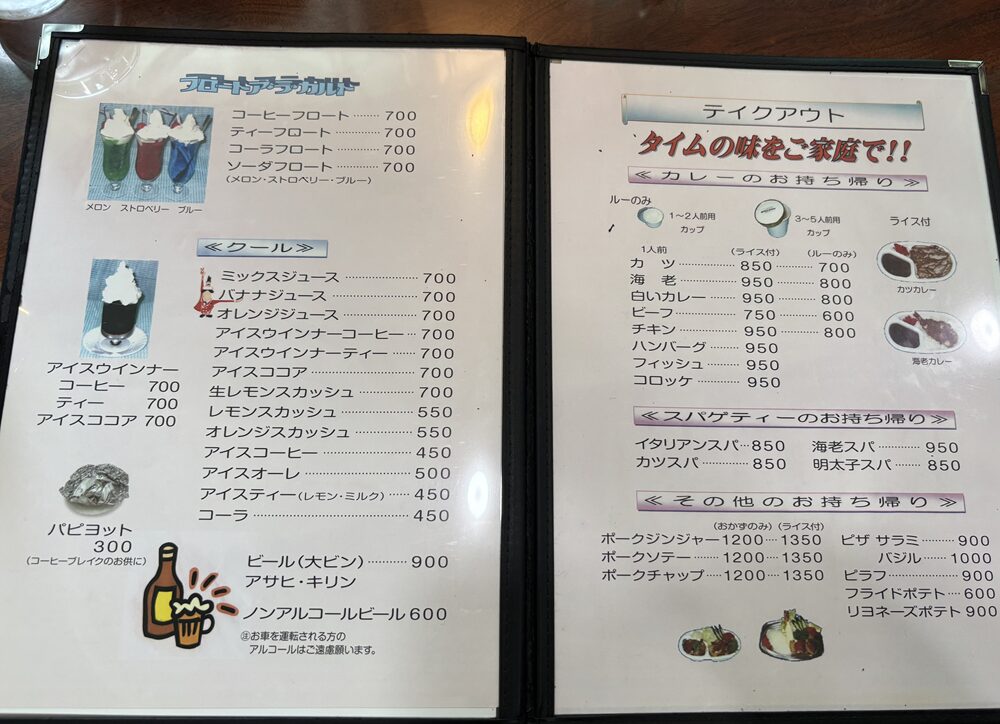 フロートア・ラ・カルト
コーヒーフロート ······· 700
ティーフロート ············ 700
コーラフロート ············ 700
ソーダフロート ············ 700
(メロン・ストロベリー・ブルー)
メロン ストロベリー ブルー
≪クール≫
ミックスジュース ················ 700
バナナジュース ··················· 700
オレンジジュース ················ 700
アイスウインナーコーヒー ··· 700
アイスウインナーティー ······ 700
アイスココア ······················ 700
生レモンスカッシュ ············· 700
レモンスカッシュ ················ 550
オレンジスカッシュ ············· 550
アイスコーヒー ··················· 450
アイスオーレ ······················ 500
アイスティー(レモン・ミルク) ····· 450
コーラ ······························· 450
アイスウインナー
コーヒー 700
ティー 700
アイスココア 700
パピヨット
300
(コーヒーブレイクのお供に)
ビール(大ビン) ········· 900
アサヒ・キリン
ノンアルコールビール 600
㊟お車を運転される方の
アルコールはご遠慮願います。
テイクアウト
タイムの味をご家庭で!!
≪カレーのお持ち帰り≫
ルーのみ
1〜2人前用
カップ
3〜5人前用
カップ
ライス付
1人前 (ライス付) (ルーのみ)
カ ツ ············ 850 ······ 700
海 老 ············ 950 ······ 800
白いカレー ······ 950 ······ 800
ビーフ ············ 750 ······ 600
チキン ············ 950 ······ 800
ハンバーグ ······ 950
フィッシュ ······ 950
コロッケ ········· 950
カツカレー
海老カレー
≪スパゲティーのお持ち帰り≫
イタリアンスパ ··· 850 海老スパ ········· 950
カツスパ ········· 850 明太子スパ ······ 850
≪その他のお持ち帰り≫
(おかずのみ) (ライス付)
ポークジンジャー 1200 ··· 1350
ポークソテー ···· 1200 ··· 1350
ポークチャップ ···· 1200 ··· 1350
ピザ サラミ ········ 900
バジル ······ 1000
ピラフ ··············· 900
フライドポテト ···· 600
リヨネーズポテト 900